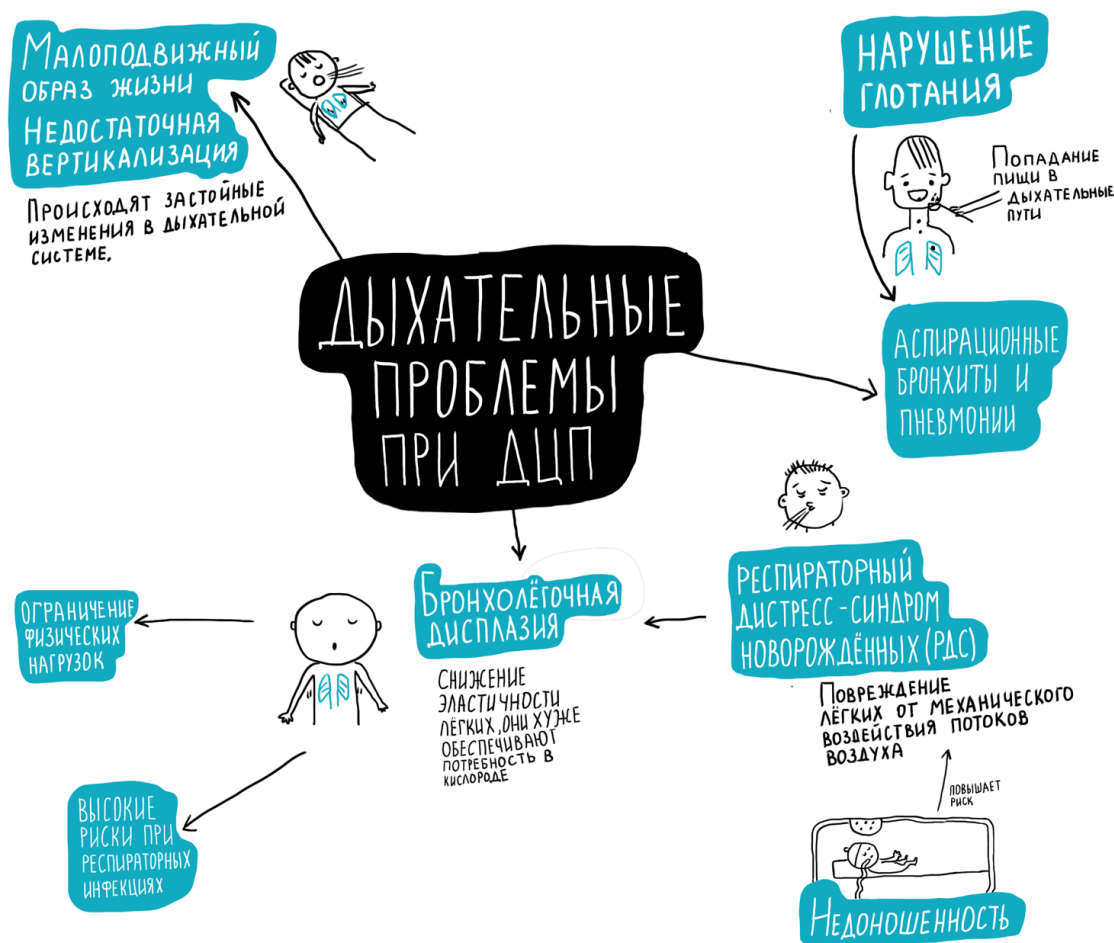 Малоподвижный
образ жизни
Недостаточная
вертикализация
Происходят застойные
изменения в дыхательной
системе.
НАРУШЕНИЕ
ГЛОТАНИЯ
Попадание
пищи в
дыхательные
пути
ДЫХАТЕЛЬНЫЕ
ПРОБЛЕМЫ
ПРИ ДЦП
АСПИРАЦИОННЫЕ
БРОНХИТЫ И
ПНЕВМОНИИ
Бронхолёгочная
дисплазия
СНИЖЕНИЕ
ЭЛАСТИЧНОСТИ
ЛЁГКИХ, ОНИ ХУЖЕ
ОБЕСПЕЧИВАЮТ
ПОТРЕБНОСТЬ В
КИСЛОРОДЕ
РЕСПИРАТОРНЫЙ
ДИСТРЕСС-СИНДРОМ
НОВОРОЖДЁННЫХ (РДС)
Повреждение
лёгких от механического
воздействия потоков
воздуха
ПОВЫШАЕТ
РИСК
Недоношенность
ОГРАНИЧЕНИЕ
ФИЗИЧЕСКИХ
НАГРУЗОК
ВЫСОКИЕ
РИСКИ ПРИ
РЕСПИРАТОРНЫХ
ИНФЕКЦИЯХ